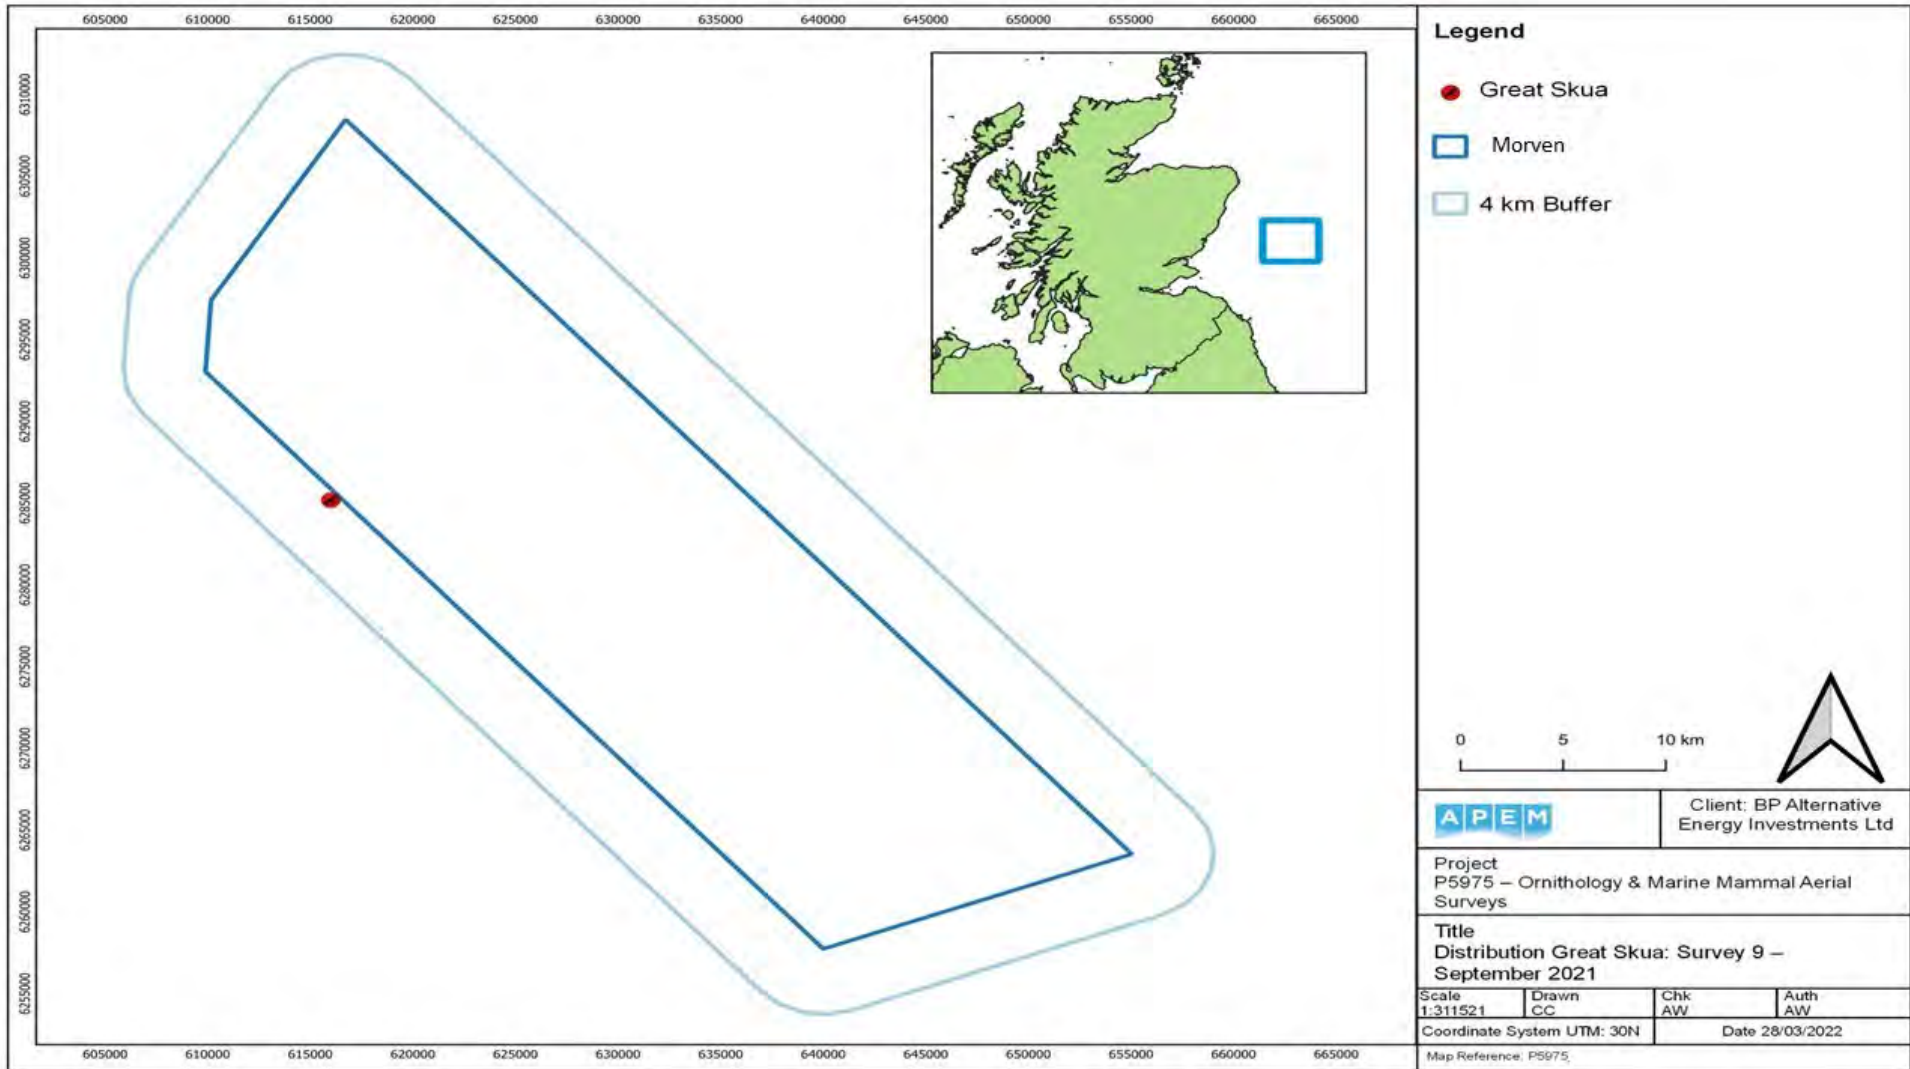 605000 610000 615000 620000 625000 630000 635000 640000 645000 650000 655000 660000 665000
6310000
6305000
6300000
6295000
6290000
6285000
6280000
6275000
6270000
6265000
6260000
6255000
605000 610000 615000 620000 625000 630000 635000 640000 645000 650000 655000 660000 665000
Legend
Great Skua
Morven
4 km Buffer
0 5 10 km
APEM
Client: BP Alternative
Energy Investments Ltd
Project
P5975 – Ornithology & Marine Mammal Aerial
Surveys
Title
Distribution Great Skua: Survey 9 –
September 2021
Scale
1:311521
Drawn
CC
Chk
AW
Auth
AW
Coordinate System UTM: 30N
Date 28/03/2022
Map Reference: P5975